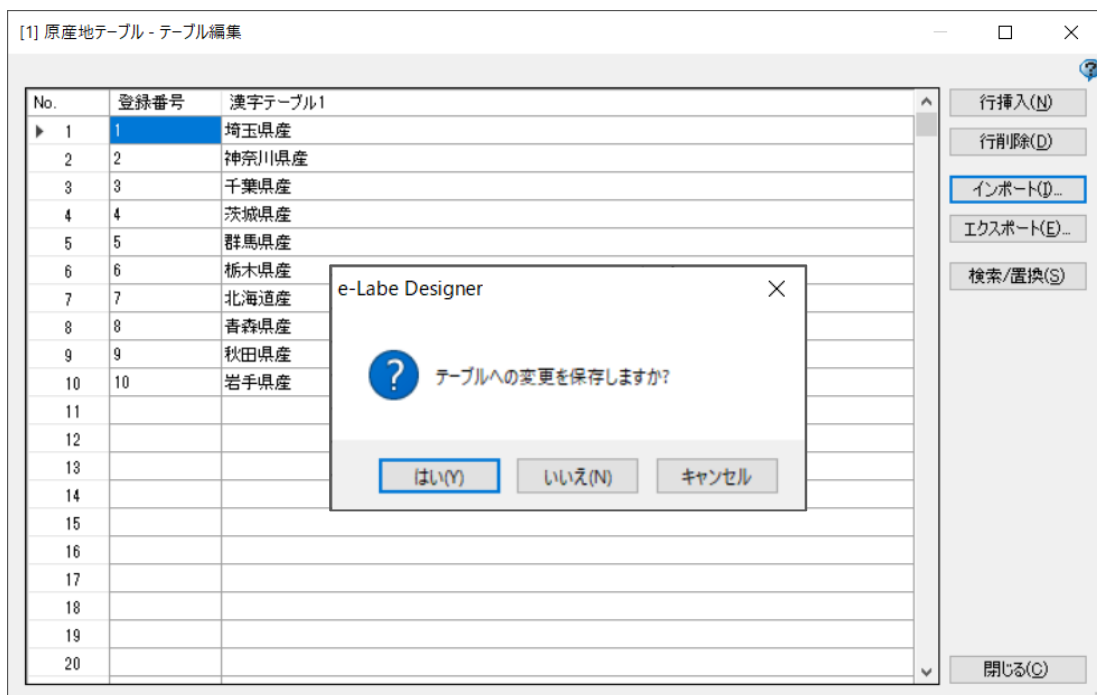 [1] 原産地テーブル - テーブル編集
No. 登録番号 漢字テーブル1
1 1 埼玉県産
2 2 神奈川県産
3 3 千葉県産
4 4 茨城県産
5 5 群馬県産
6 6 栃木県産
7 7 北海道産
8 8 青森県産
9 9 秋田県産
10 10 岩手県産
11
12
13
14
15
16
17
18
19
20
行挿入(N)
行削除(D)
インポート(I)...
エクスポート(E)...
検索/置換(S)
閉じる(C)
e-Labe Designer
テーブルへの変更を保存しますか?
はい(Y) いいえ(N) キャンセル